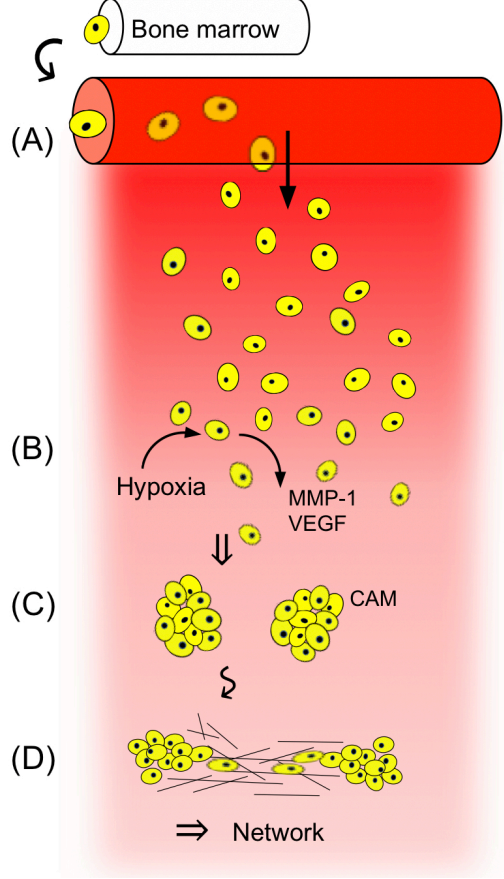 Bone marrow
(A)
(B)
Hypoxia
MMP-1
VEGF
(C)
CAM
(D)
⇒ Network